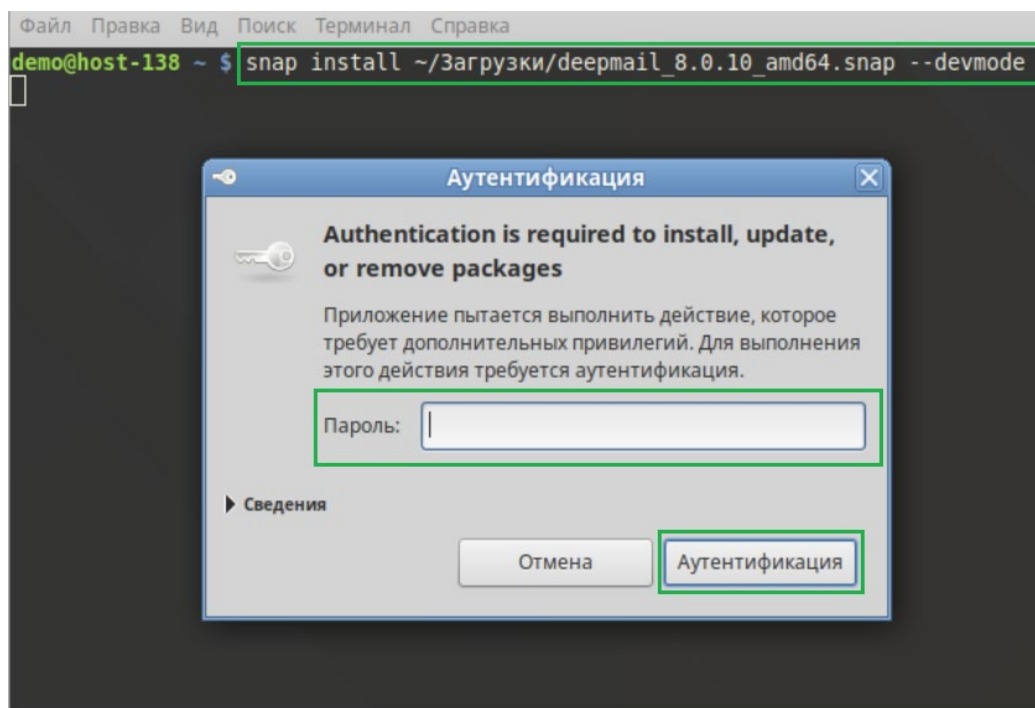 Файл Правка Вид Поиск Терминал Справка
demo@host-138 ~ $ snap install ~/Загрузки/deepmail_8.0.10_amd64.snap --devmode
Аутентификация
Authentication is required to install, update,
or remove packages
Приложение пытается выполнить действие, которое
требует дополнительных привилегий. Для выполнения
этого действия требуется аутентификация.
Пароль:
Сведения
Отмена Аутентификация